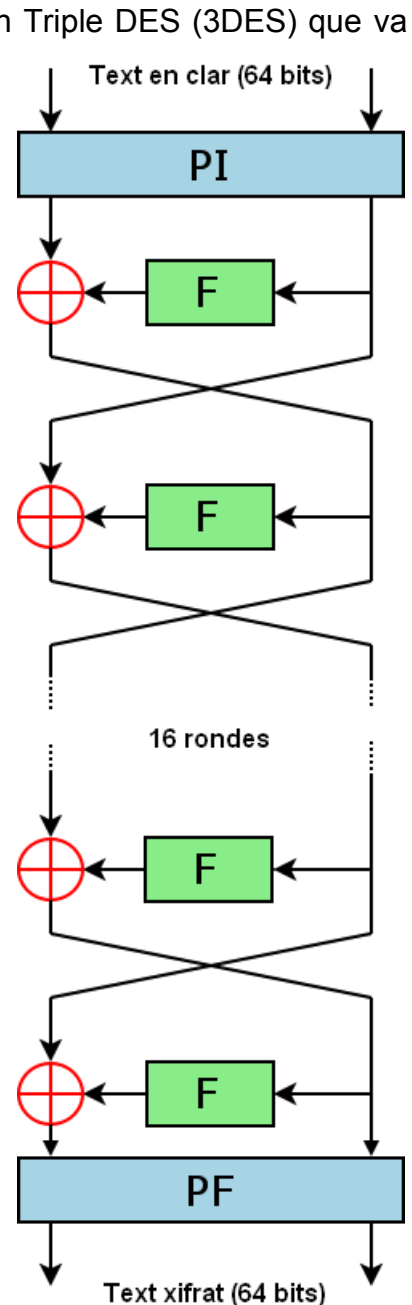 n Triple DES (3DES) que va
Text en clar (64 bits)
PI
F
F
16 rondes
F
F
PF
Text xifrat (64 bits)